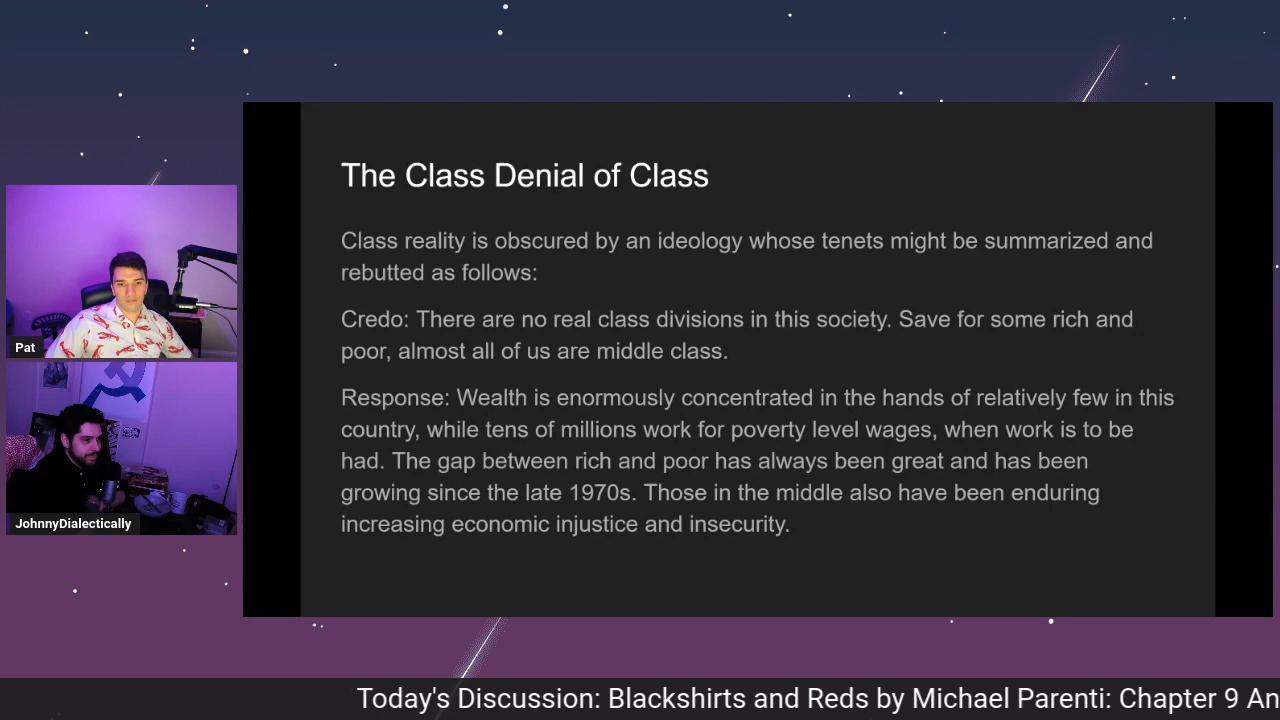 The Class Denial of Class
Class reality is obscured by an ideology whose tenets might be summarized and
rebutted as follows:
Credo: There are no real class divisions in this society. Save for some rich and
poor, almost all of us are middle class.
Response: Wealth is enormously concentrated in the hands of relatively few in this
country, while tens of millions work for poverty level wages, when work is to be
had. The gap between rich and poor has always been great and has been
growing since the late 1970s. Those in the middle also have been enduring
increasing economic injustice and insecurity.
Pat
JohnnyDialectically
Today's Discussion: Blackshirts and Reds by Michael Parenti: Chapter 9 An